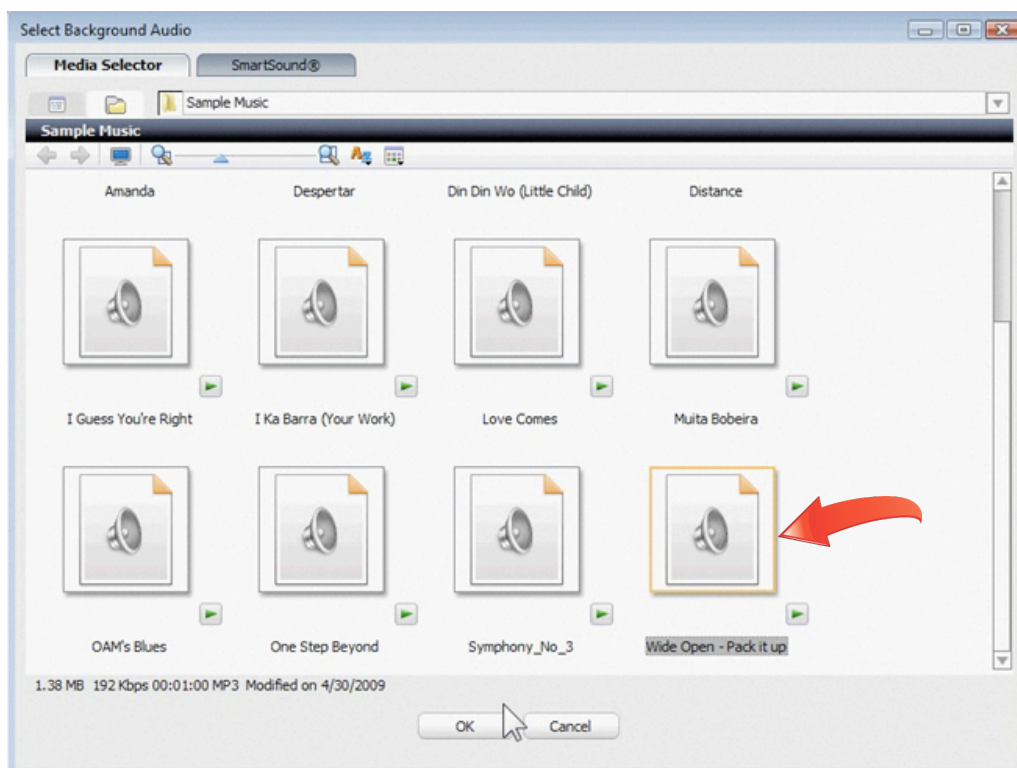 Select Background Audio
Media Selector SmartSound®
Sample Music
Sample Music
Amanda Despertar Din Din Wo (Little Child) Distance
I Guess You're Right I Ka Barra (Your Work) Love Comes Muita Bobeira
OAM's Blues One Step Beyond Symphony_No_3 Wide Open - Pack it up
1.38 MB 192 Kbps 00:01:00 MP3 Modified on 4/30/2009
OK Cancel